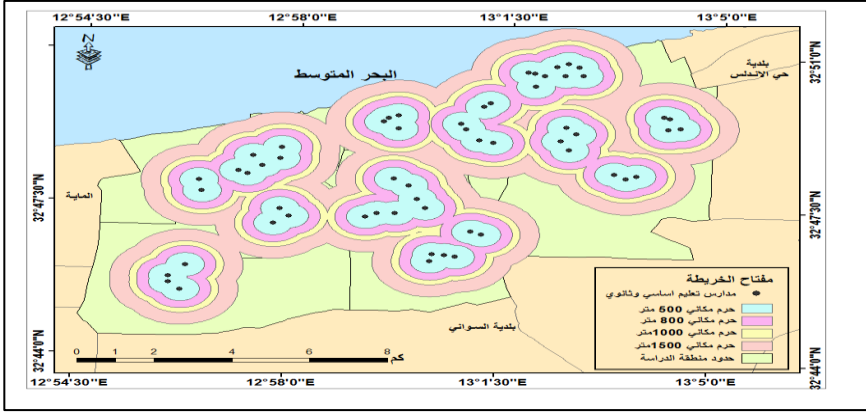 12°54'30"E 12°58'0"E 13°1'30"E 13°5'0"E
N
32°51'0"N
بلدية
حي الاندلس
البحر المتوسط
الماية
32°47'30"N
32°47'30"N
بلدية السواني
32°44'0"N
32°44'0"N
مفتاح الخريطة
مدارس تعليم اساسي وثانوي
حرم مكاني 500 متر
حرم مكاني 800 متر
حرم مكاني 1000متر
حرم مكاني 1500متر
حدود منطقة الدراسة
0 1 2 4 6 8 كم
12°54'30"E 12°58'0"E 13°1'30"E 13°5'0"E